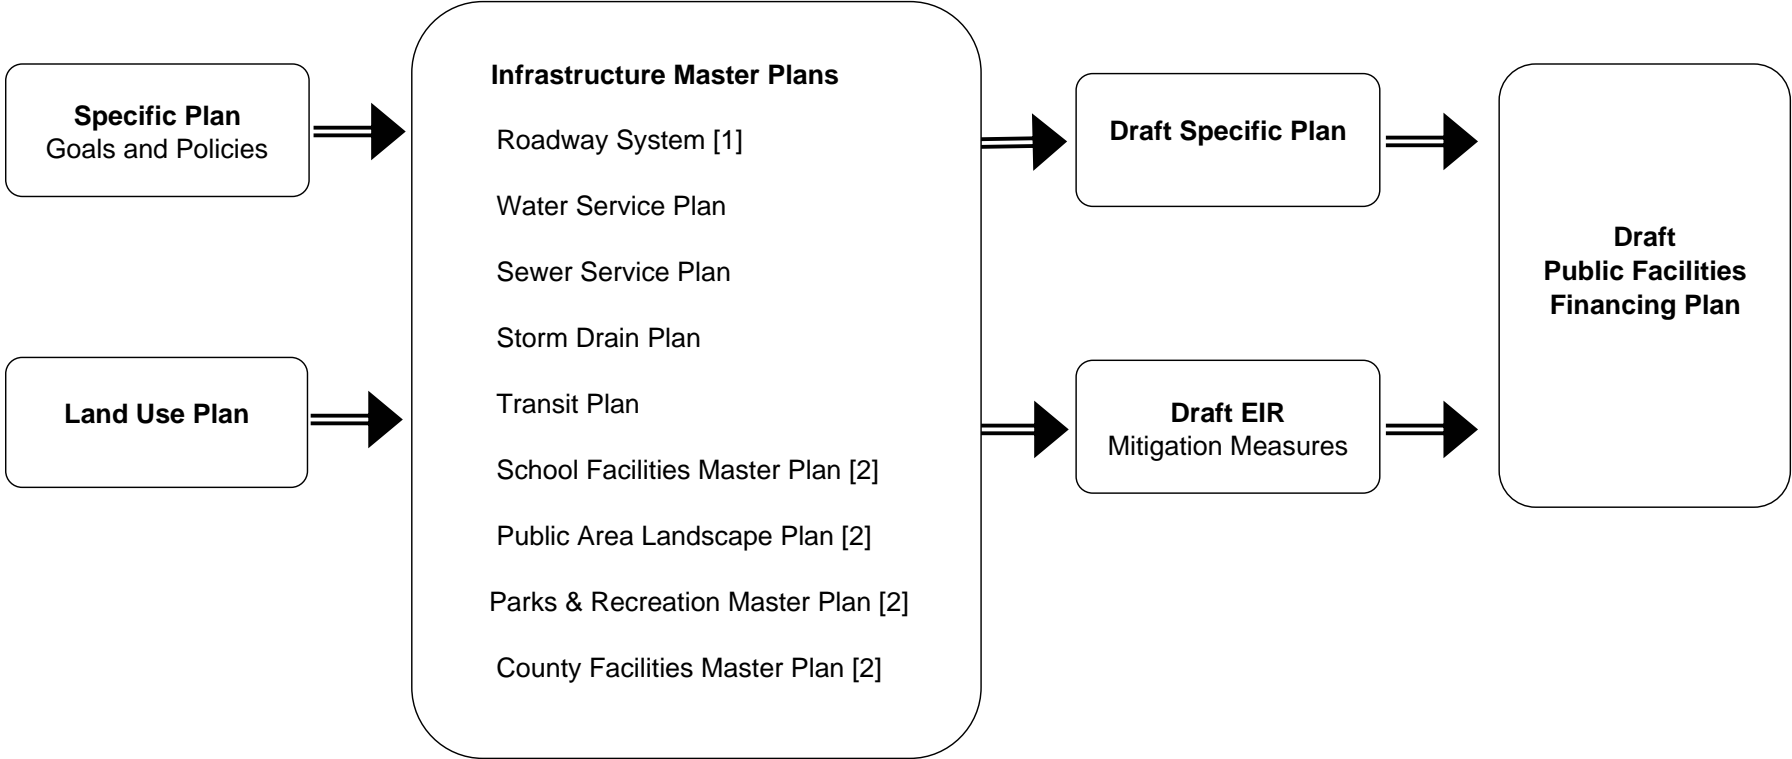 Specific Plan
Goals and Policies
Land Use Plan
Infrastructure Master Plans
Roadway System [1]
Water Service Plan
Sewer Service Plan
Storm Drain Plan
Transit Plan
School Facilities Master Plan [2]
Public Area Landscape Plan [2]
Parks & Recreation Master Plan [2]
County Facilities Master Plan [2]
Draft Specific Plan
Draft EIR
Mitigation Measures
Draft
Public Facilities
Financing Plan